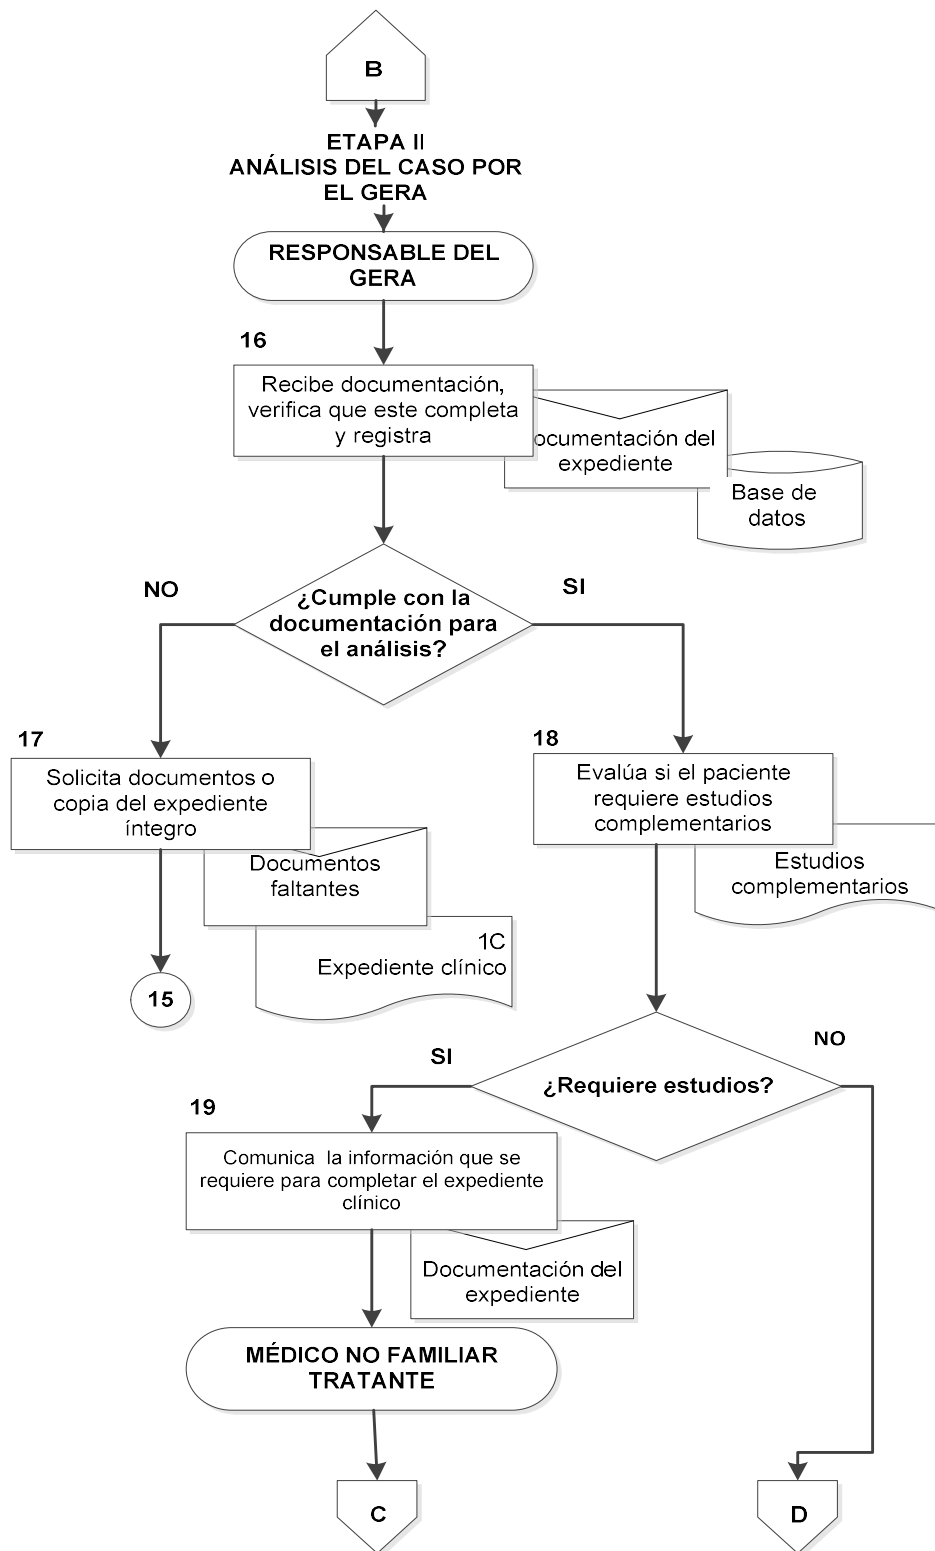 B
ETAPA II
ANÁLISIS DEL CASO POR
EL GERA
RESPONSABLE DEL
GERA
16
Recibe documentación,
verifica que este completa
y registra
ocumentación del
expediente
Base de
datos
NO
SI
¿Cumple con la
documentación para
el análisis?
17
Solicita documentos o
copia del expediente
íntegro
Documentos
faltantes
1C
Expediente clínico
15
18
Evalúa si el paciente
requiere estudios
complementarios
Estudios
complementarios
SI
NO
¿Requiere estudios?
19
Comunica la información que se
requiere para completar el expediente
clínico
Documentación del
expediente
MÉDICO NO FAMILIAR
TRATANTE
C
D